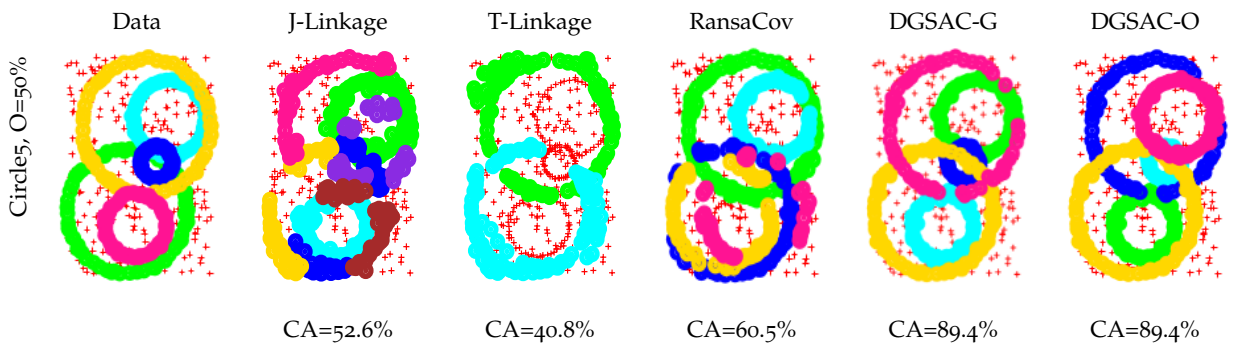 Data J-Linkage T-Linkage RansaCov DGSAC-G DGSAC-O
Circle5, O=50%
CA=52.6% CA=40.8% CA=60.5% CA=89.4% CA=89.4%